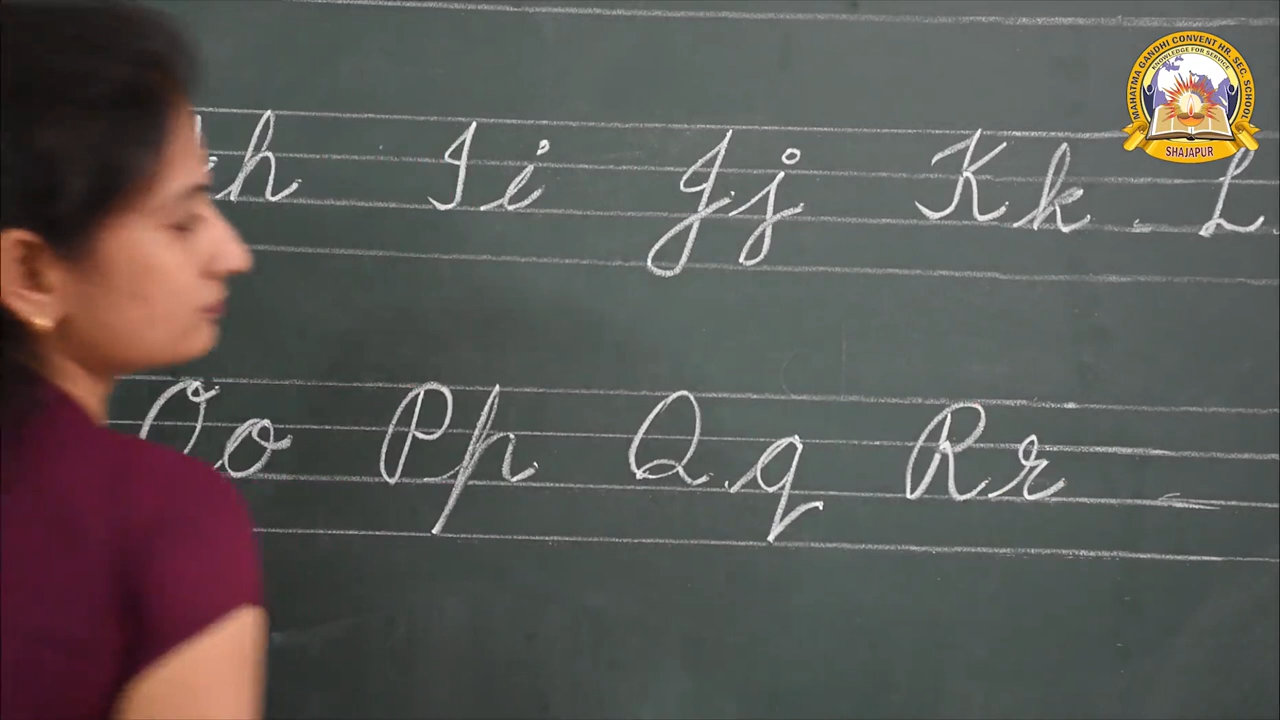 h Ii Jj Kk L
Oo Pp Qq Rr
MAHATMA GANDHI CONVENT HR. SEC. SCHOOL
KNOWLEDGE FOR SERVICE
SHAJAPUR